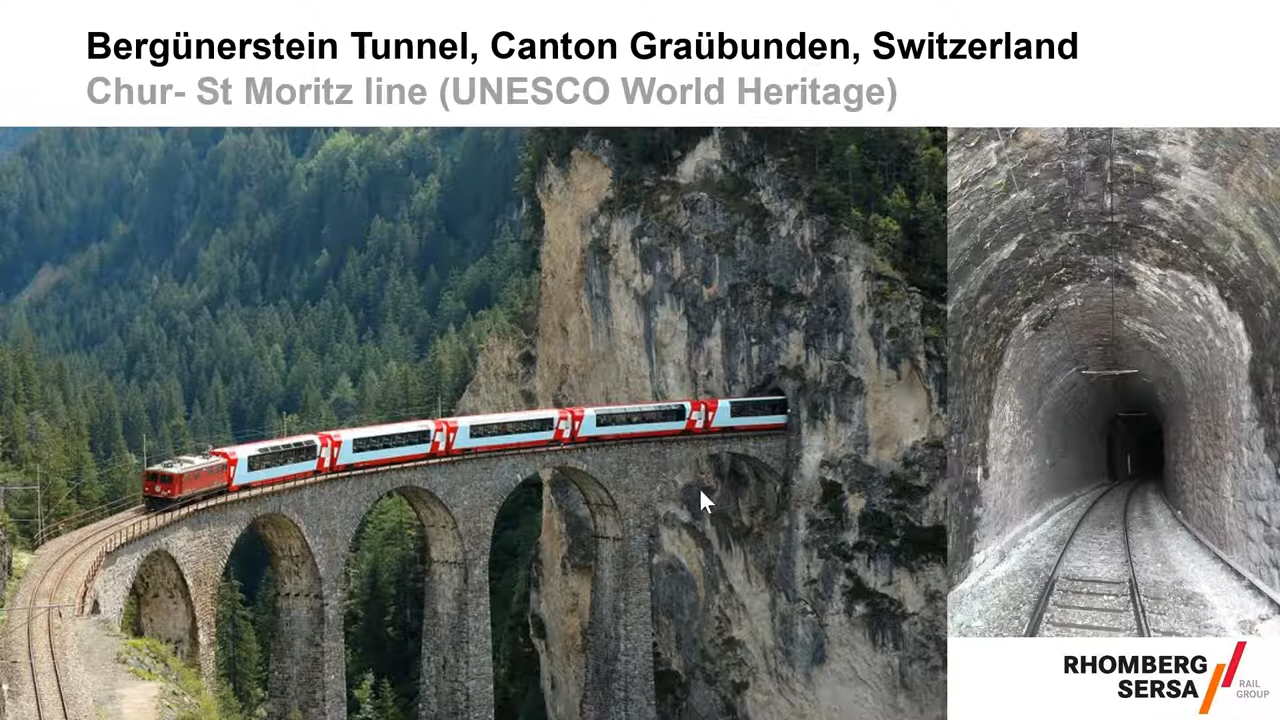 Bergünerstein Tunnel, Canton Graübunden, Switzerland
Chur- St Moritz line (UNESCO World Heritage)
RHOMBERG
SERSA
RAIL
GROUP